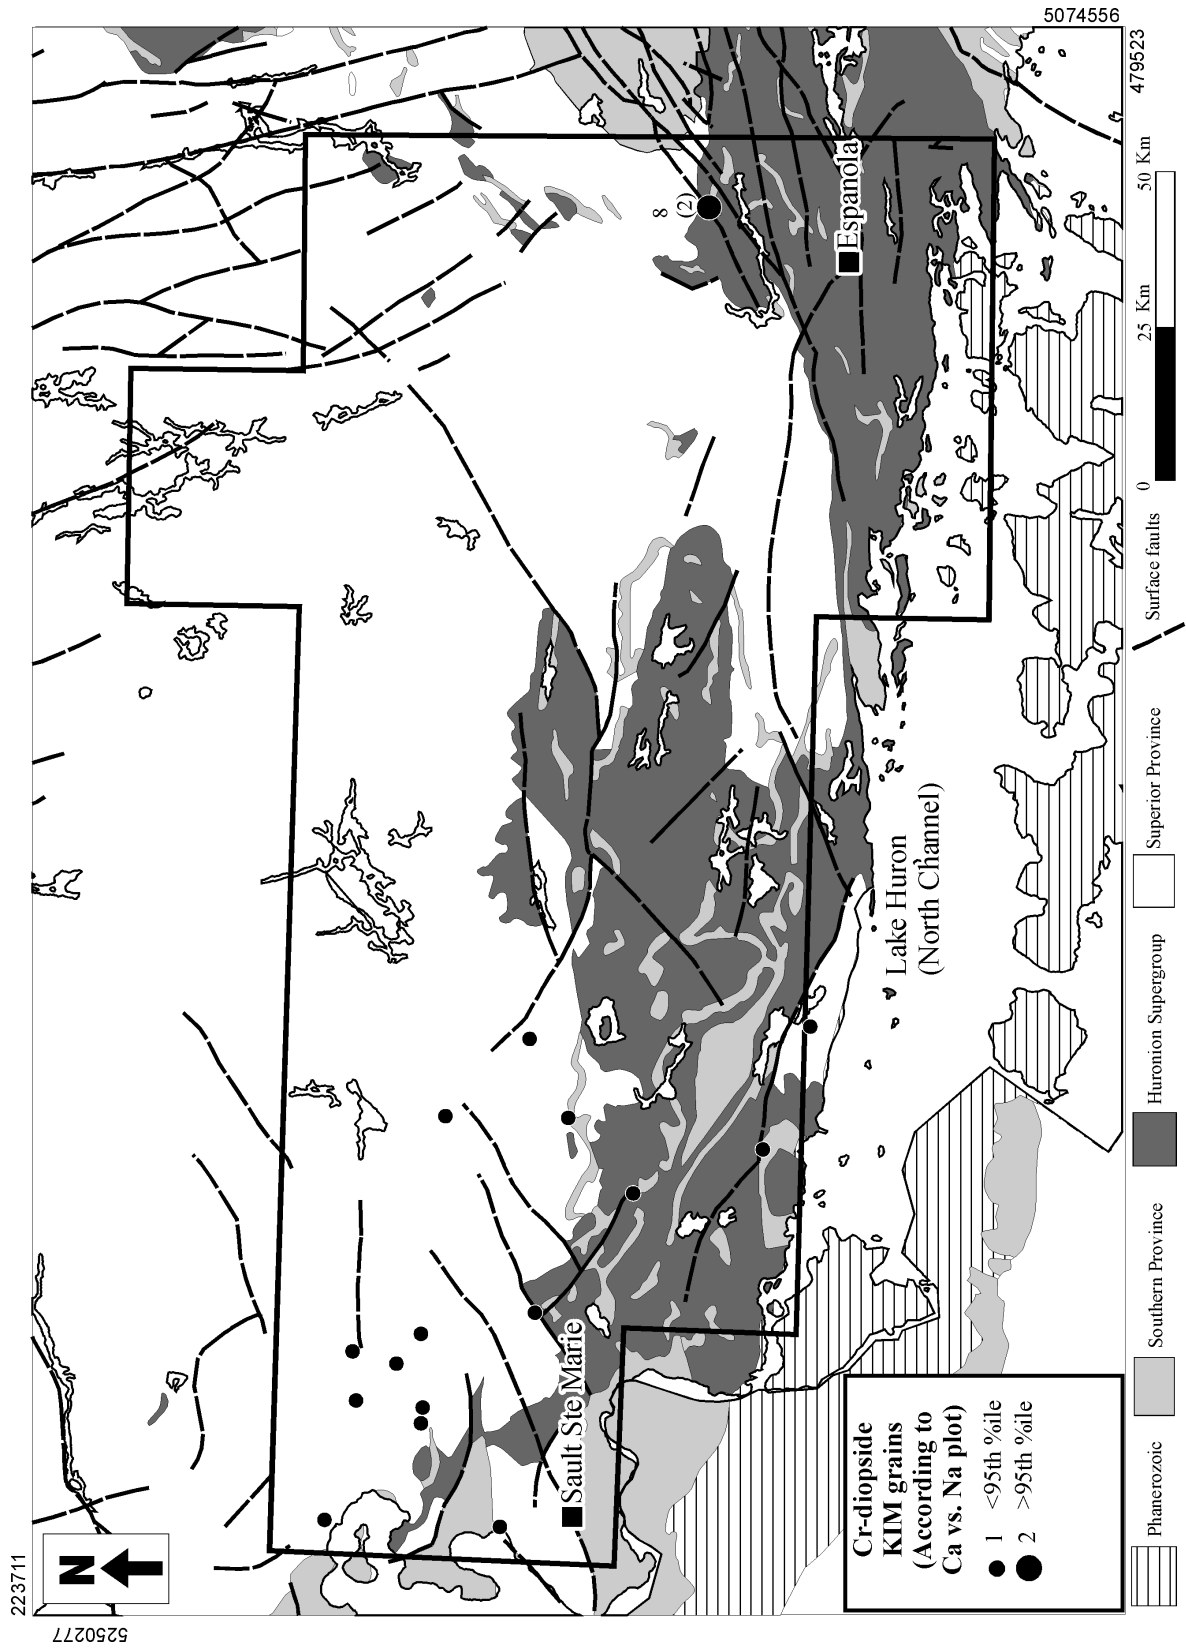 5074556
479523
223711
5250277
N
8
(2)
Espanola
Sault Ste Marie
Lake Huron
(North Channel)
Cr-diopside
KIM grains
(According to
Ca vs. Na plot)
1 <95th %ile
2 >95th %ile
Phanerozoic
Southern Province
Huronion Supergroup
Superior Province
Surface faults
0
25 Km
50 Km